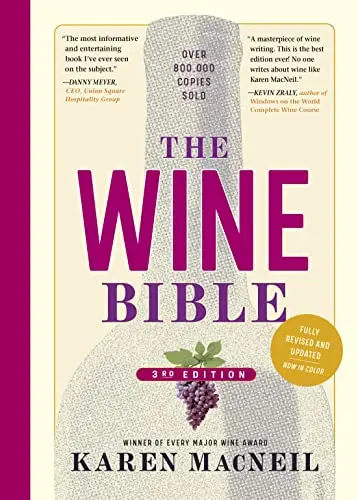 “The most informative
and entertaining
book I’ve ever seen
on the subject.”
—DANNY MEYER,
CEO, Union Square
Hospitality Group
OVER
800,000
COPIES
SOLD
“A masterpiece of wine
writing. This is the best
edition ever! No one
writes about wine like
Karen MacNeil.”
—KEVIN ZRALY, author of
Windows on the World
Complete Wine Course
THE
WINE
BIBLE
3RD EDITION
FULLY
REVISED AND
UPDATED
NOW IN COLOR
WINNER OF EVERY MAJOR WINE AWARD
KAREN MACNEIL